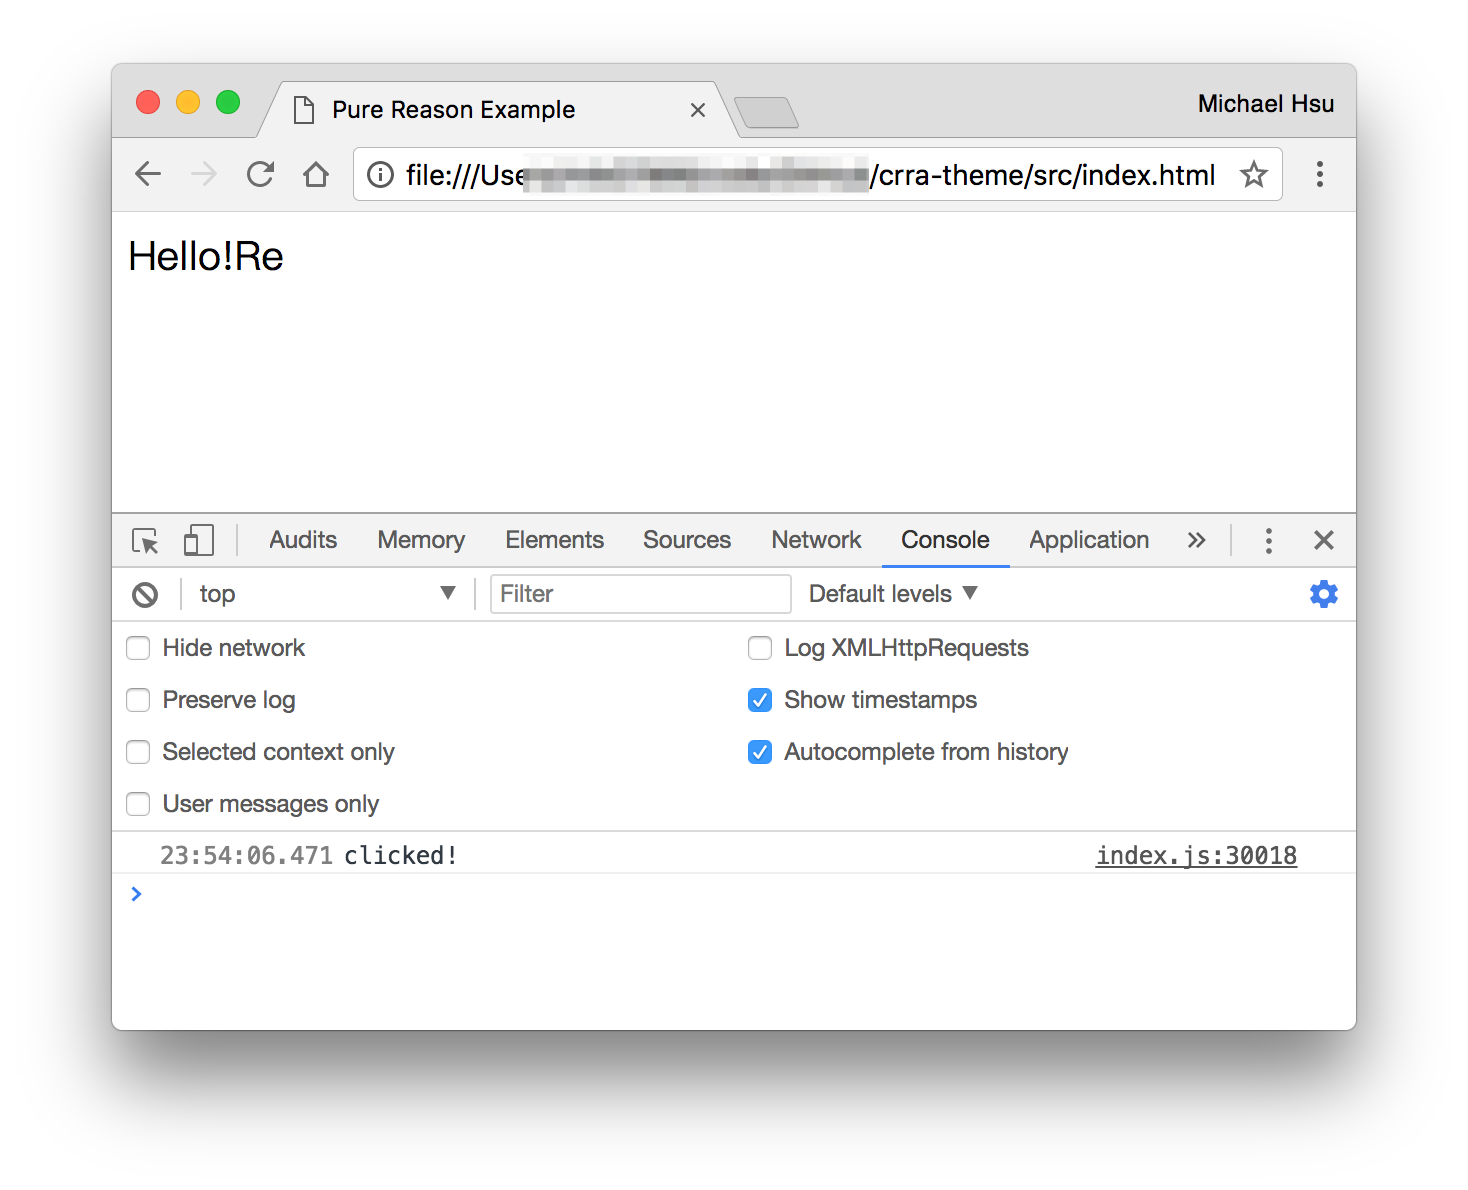 Pure Reason Example
Michael Hsu
file:///Use /crra-theme/src/index.html
Hello!Re
Audits Memory Elements Sources Network Console Application
top Filter Default levels
Hide network Log XMLHttpRequests
Preserve log Show timestamps
Selected context only Autocomplete from history
User messages only
23:54:06.471 clicked! index.js:30018